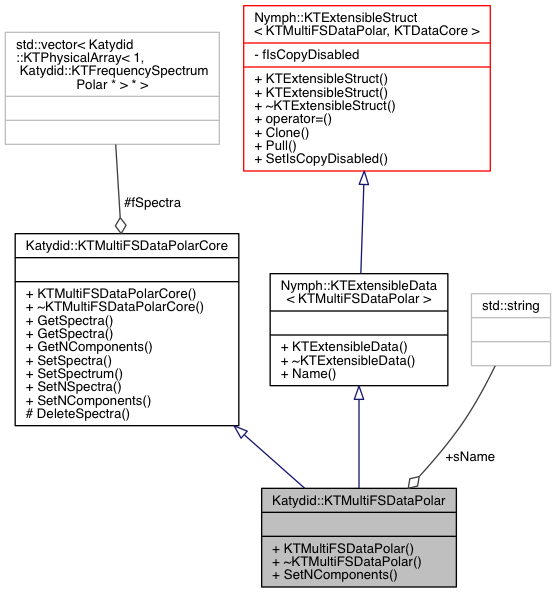 std::vector< Katydid
::KTPhysicalArray< 1,
Katydid::KTFrequencySpectrum
Polar * > * >
Nymph::KTExtensibleStruct
< KTMultiFSDataPolar, KTDataCore >
- fIsCopyDisabled
+ KTExtensibleStruct()
+ KTExtensibleStruct()
+ ~KTExtensibleStruct()
+ operator=()
+ Clone()
+ Pull()
+ SetIsCopyDisabled()
#fSpectra
Katydid::KTMultiFSDataPolarCore
+ KTMultiFSDataPolarCore()
+ ~KTMultiFSDataPolarCore()
+ GetSpectra()
+ GetSpectra()
+ GetNComponents()
+ SetSpectra()
+ SetSpectrum()
+ SetNSpectra()
+ SetNComponents()
# DeleteSpectra()
Nymph::KTExtensibleData
< KTMultiFSDataPolar >
+ KTExtensibleData()
+ ~KTExtensibleData()
+ Name()
std::string
+sName
Katydid::KTMultiFSDataPolar
+ KTMultiFSDataPolar()
+ ~KTMultiFSDataPolar()
+ SetNComponents()